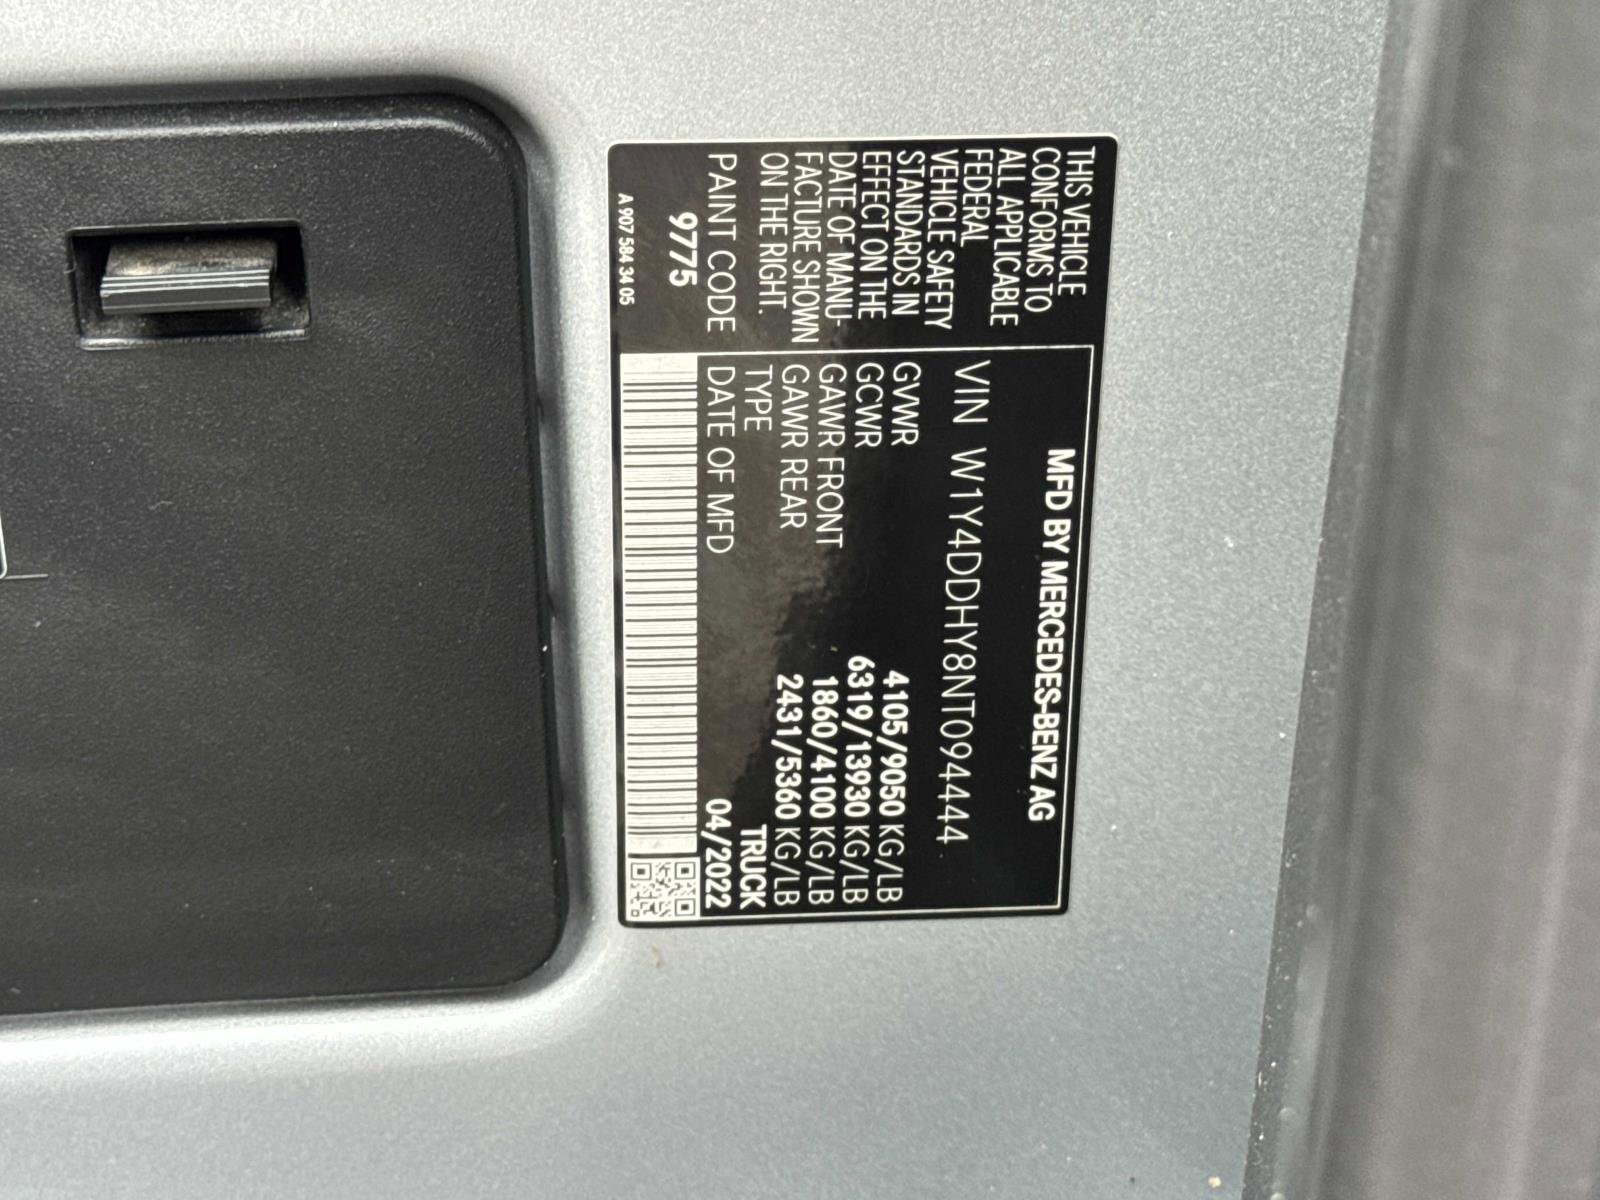 THIS VEHICLE
CONFORMS TO
ALL APPLICABLE
FEDERAL
VEHICLE SAFETY
STANDARDS IN
EFFECT ON THE
DATE OF MANU-
FACTURE SHOWN
ON THE RIGHT.
PAINT CODE
9775
A 907 584 34 05
MFD BY MERCEDES-BENZ AG
VIN W1Y4DDHY8NT094444
GVWR 4105/9050 KG/LB
GCWR 6319/13930 KG/LB
GAWR FRONT 1860/4100 KG/LB
GAWR REAR 2431/5360 KG/LB
TYPE TRUCK
DATE OF MFD 04/2022